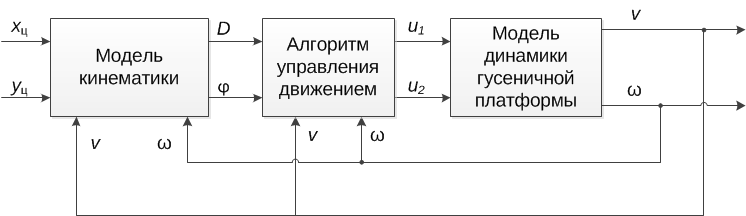 xц
yц
Модель
кинематики
D
φ
Алгоритм
управления
движением
u1
u2
Модель
динамики
гусеничной
платформы
v
ω
v
ω
v
ω